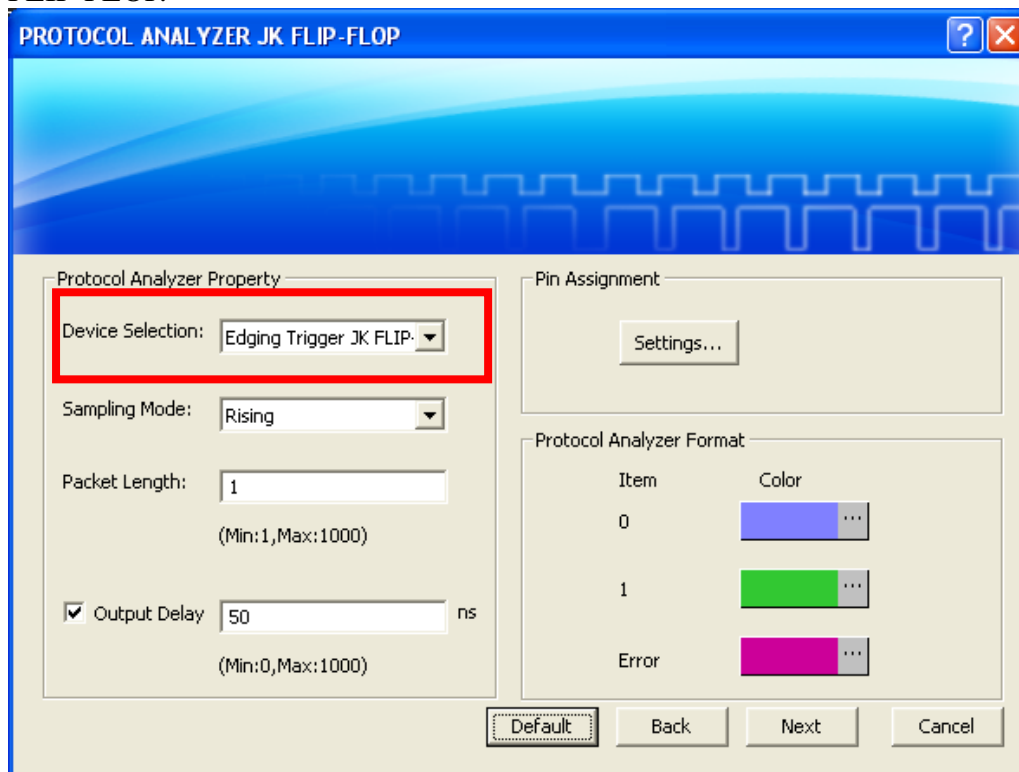 PROTOCOL ANALYZER JK FLIP-FLOP
Protocol Analyzer Property
Device Selection: Edging Trigger JK FLIP-
Sampling Mode: Rising
Packet Length: 1
(Min:1,Max:1000)
Output Delay 50 ns
(Min:0,Max:1000)
Pin Assignment
Settings...
Protocol Analyzer Format
Item Color
0 ...
1 ...
Error ...
Default Back Next Cancel